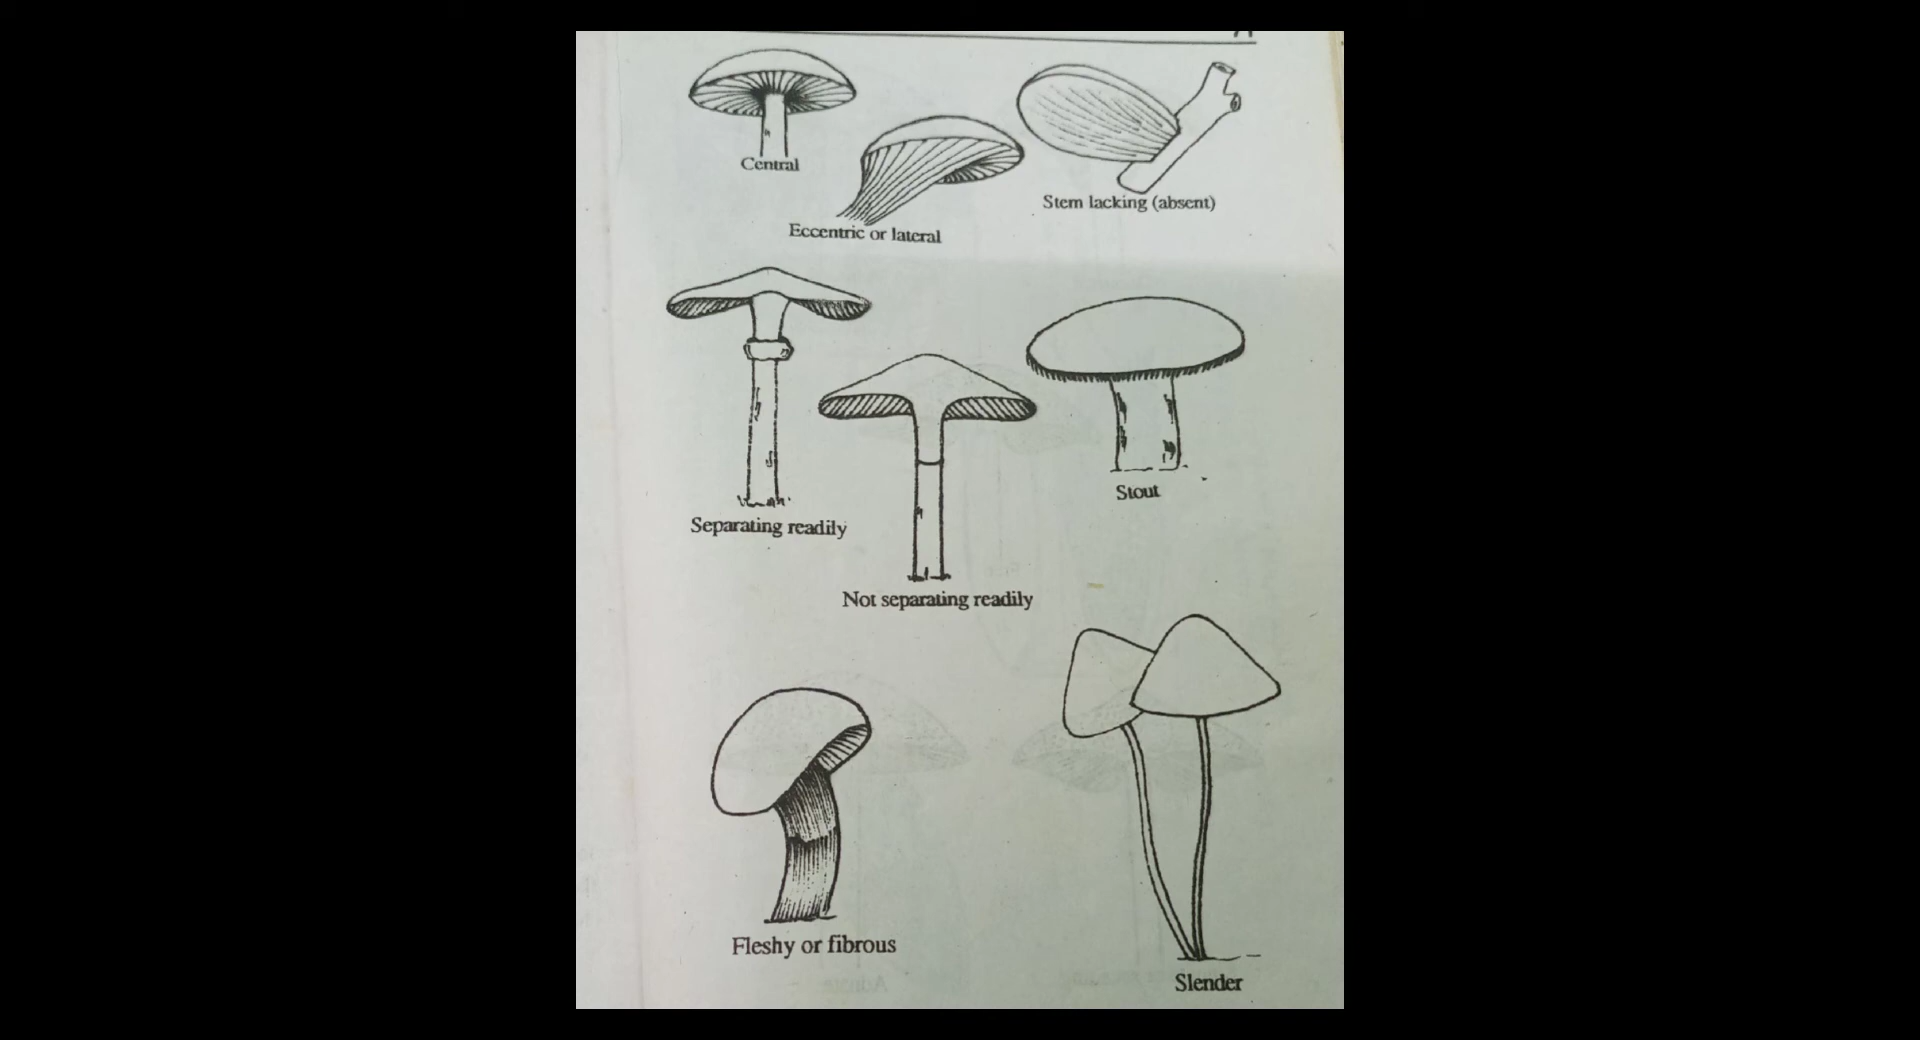 Central
Eccentric or lateral
Stem lacking (absent)
Separating readily
Not separating readily
Stout
Fleshy or fibrous
Slender